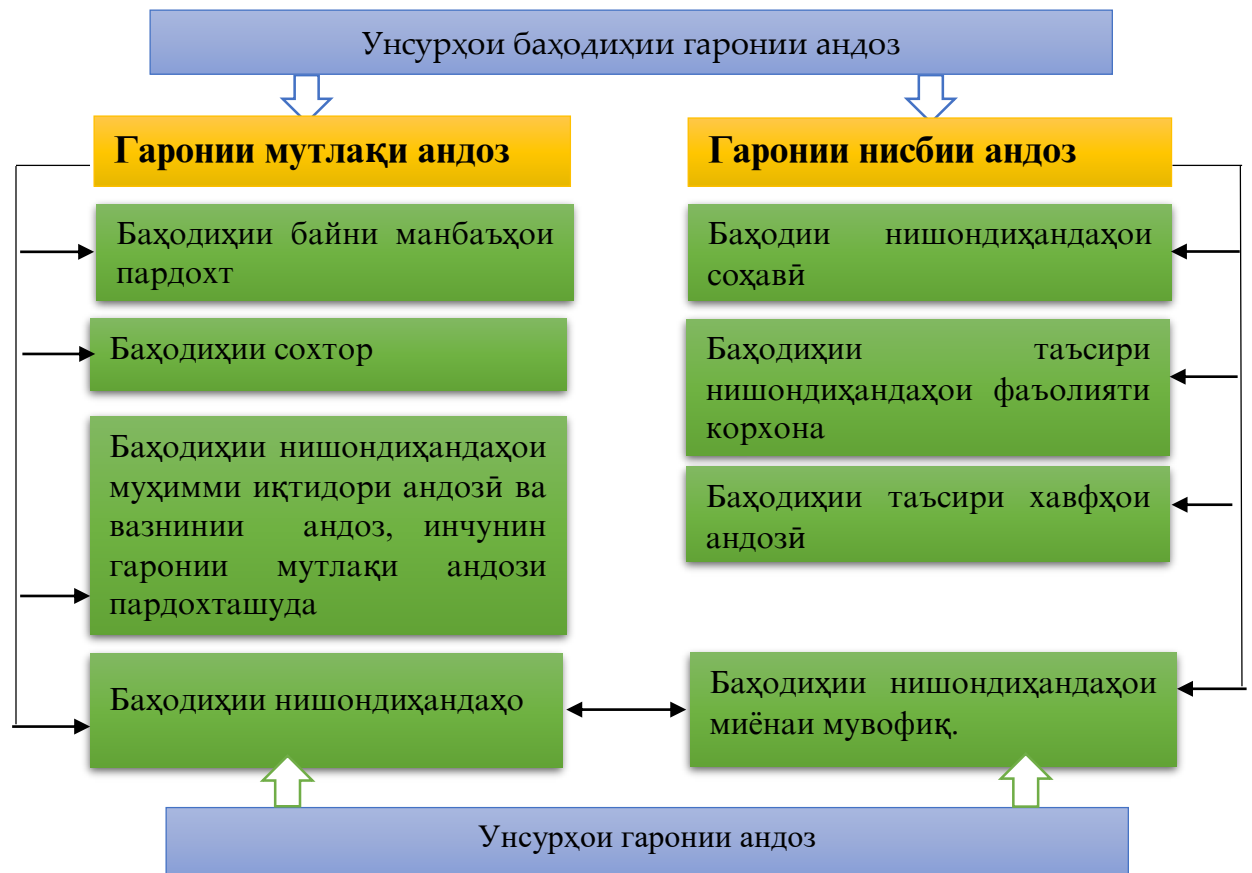 Унсурҳои баҳодиҳии гаронии андоз
Гаронии мутлақи андоз
Баҳодиҳии байни манбаъҳои
пардохт
Баҳодиҳии сохтор
Баҳодиҳии нишондиҳандаҳои
муҳимми иқтидори андозӣ ва
вазнинии андоз, инчунин
гаронии мутлақи андози
пардохташуда
Баҳодиҳии нишондиҳандаҳо
Гаронии нисбии андоз
Баҳодии нишондиҳандаҳои
соҳавӣ
Баҳодиҳии таъсири
нишондиҳандаҳои фаъолияти
корхона
Баҳодиҳии таъсири хавфҳои
андозӣ
Баҳодиҳии нишондиҳандаҳои
миёнаи мувофиқ.
Унсурҳои гаронии андоз